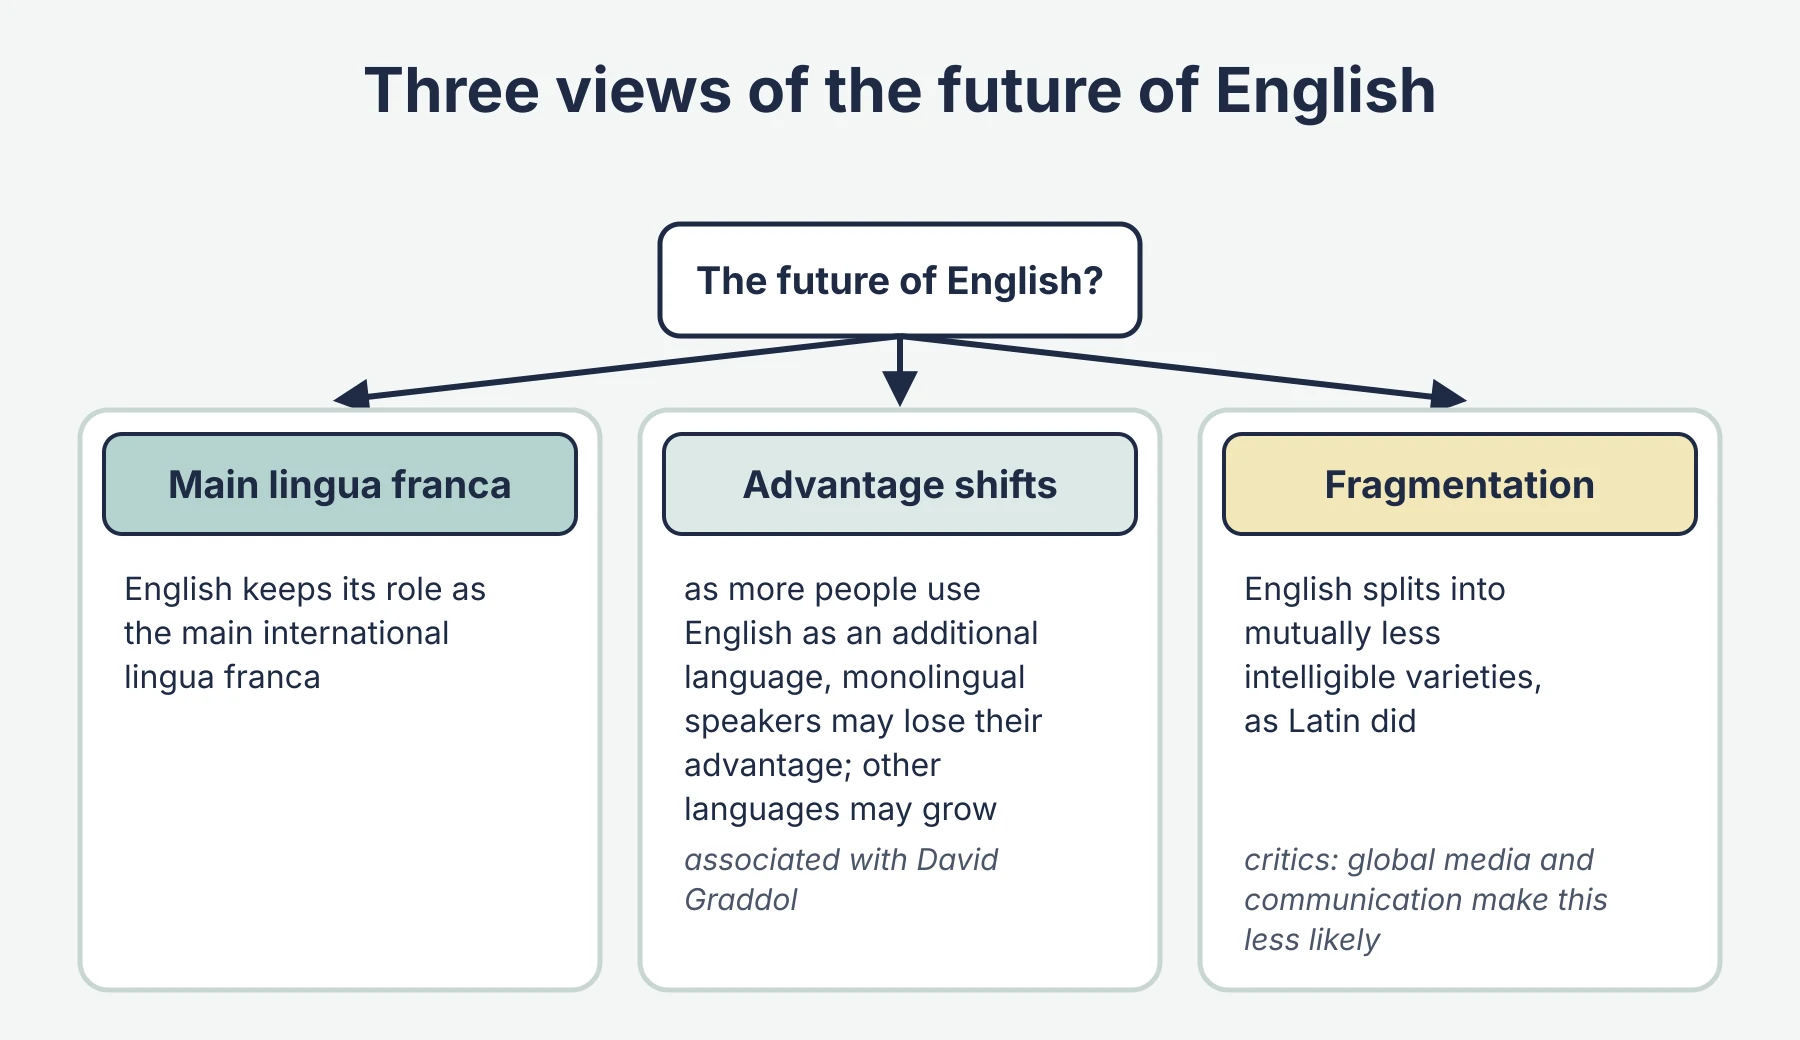 Three views of the future of English
The future of English?
Main lingua franca
English keeps its role as
the main international
lingua franca
Advantage shifts
as more people use
English as an additional
language, monolingual
speakers may lose their
advantage; other
languages may grow
associated with David
Graddol
Fragmentation
English splits into
mutually less
intelligible varieties,
as Latin did
critics: global media and
communication make this
less likely